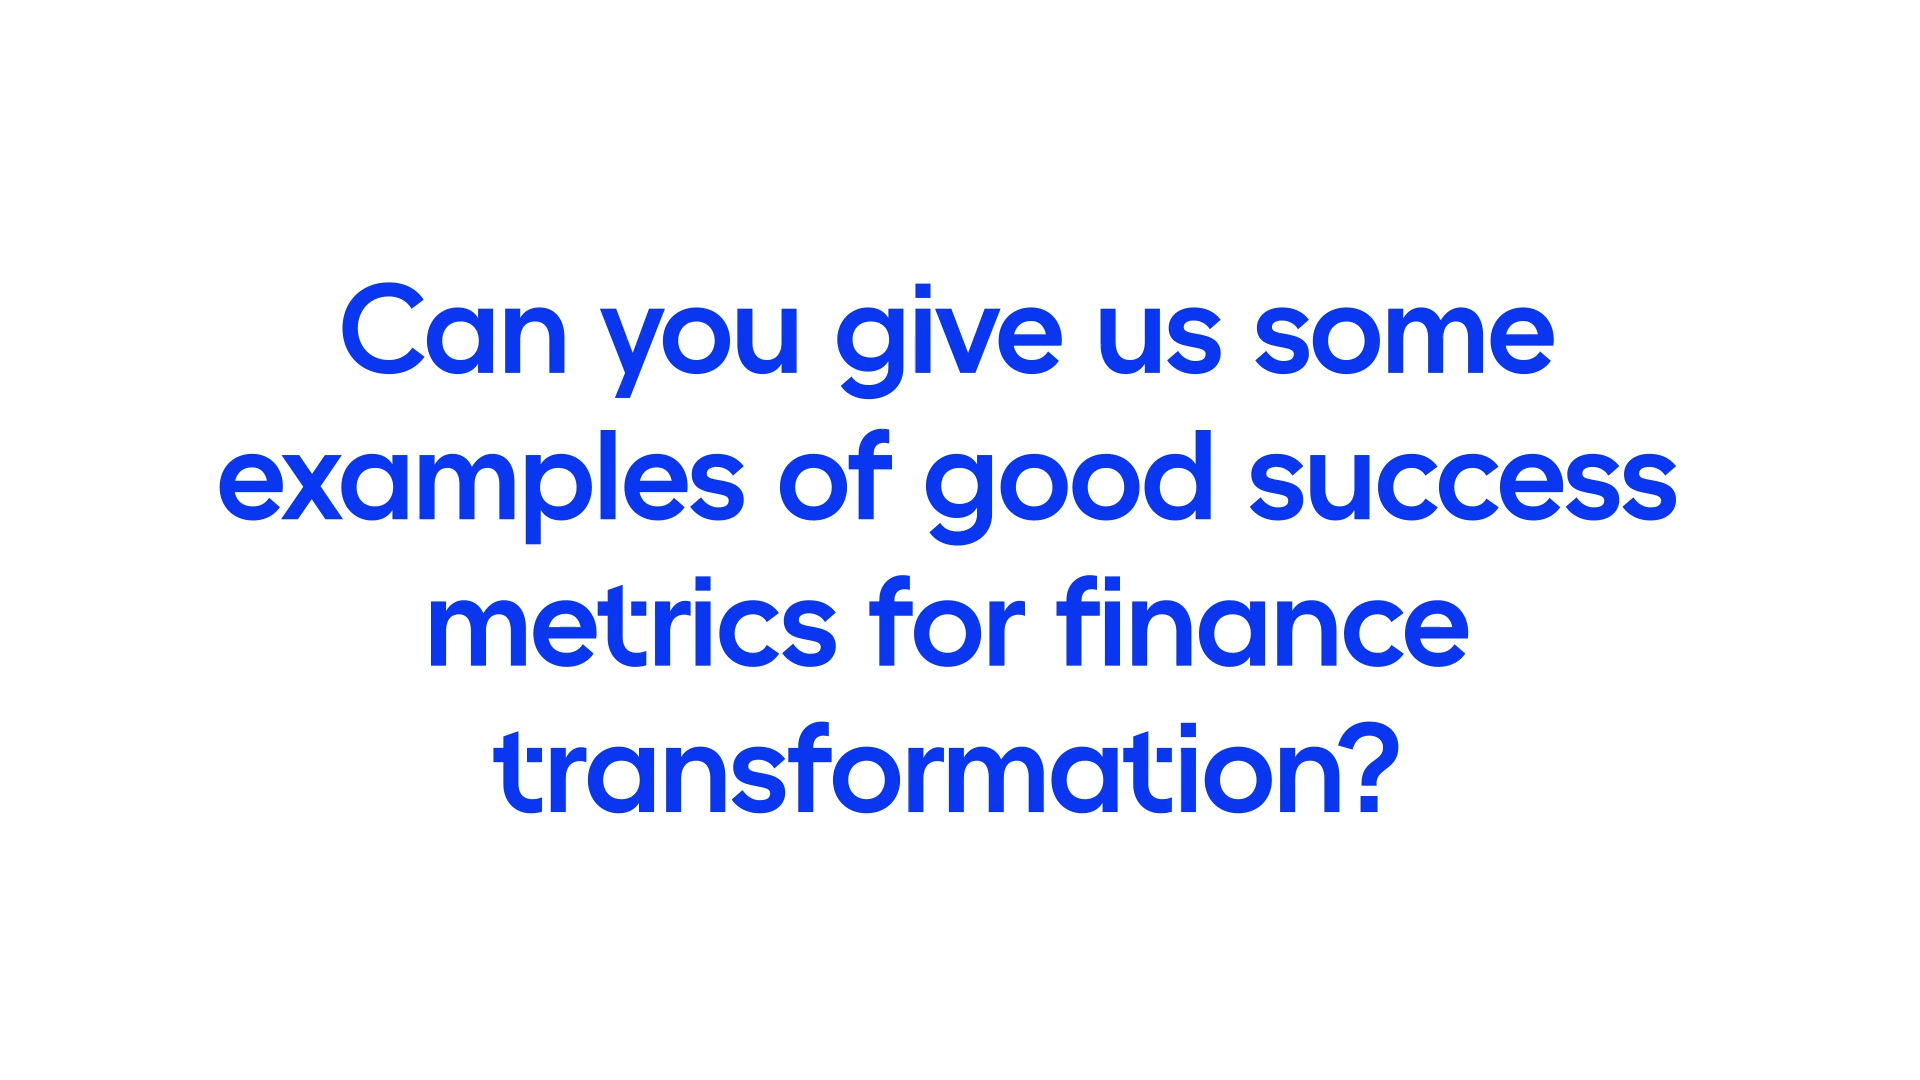 Can you give us some
examples of good success
metrics for finance
transformation?